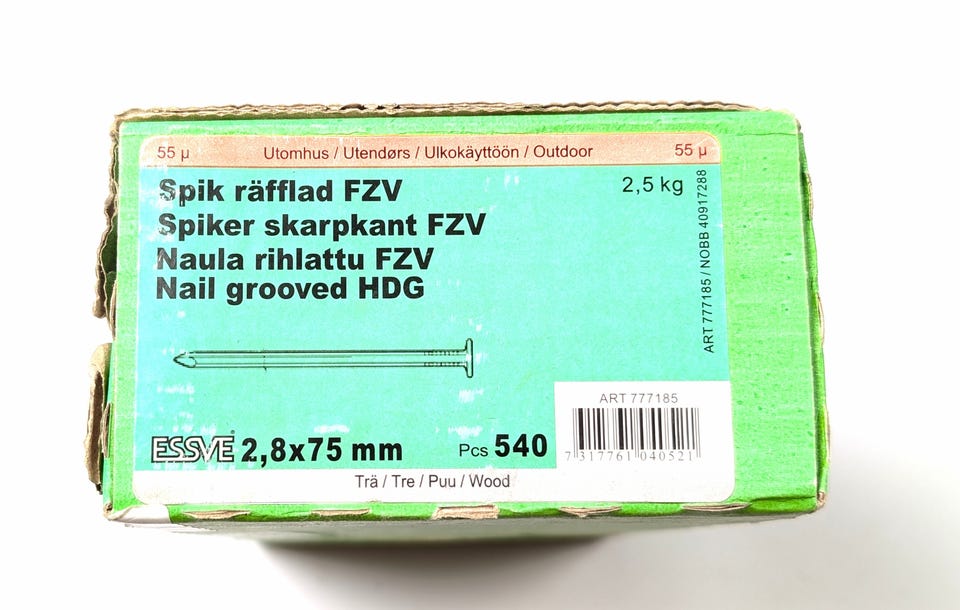 55 µ Utomhus / Utendørs / Ulkokäyttöön / Outdoor 55 µ
Spik räfflad FZV 2,5 kg
Spiker skarpkant FZV
Naula rihlattu FZV
Nail grooved HDG
ART 777185 / NOBB 40917288
ART 777185
7 317761 040521
ESSVE® 2,8x75 mm Pcs 540
Trä / Tre / Puu / Wood